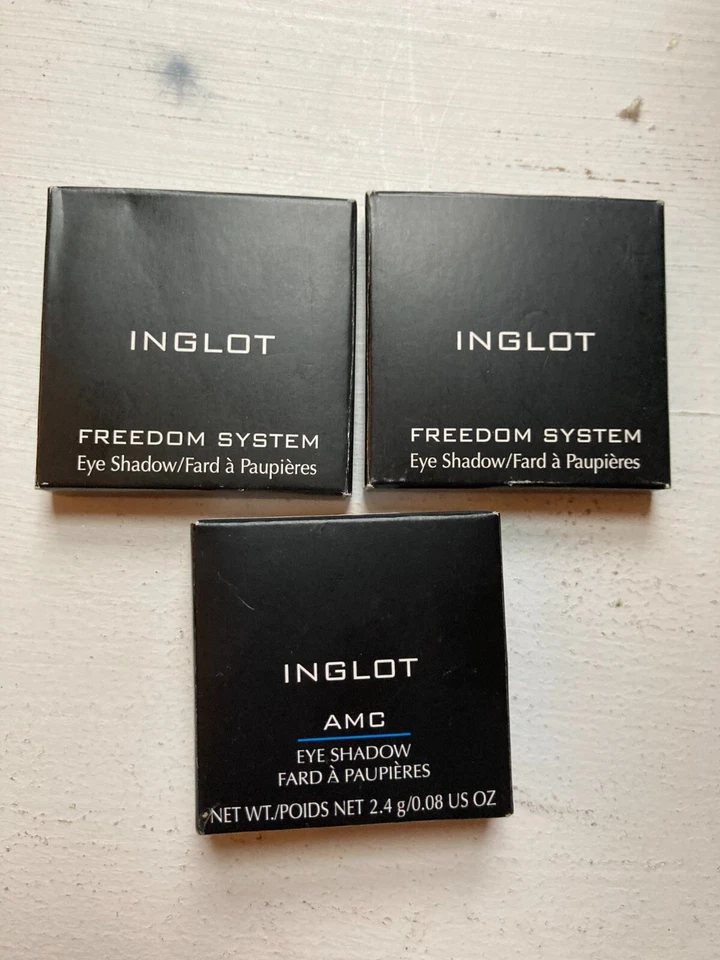 INGLOT
FREEDOM SYSTEM
Eye Shadow/Fard à Paupières
INGLOT
FREEDOM SYSTEM
Eye Shadow/Fard à Paupières
INGLOT
AMC
EYE SHADOW
FARD À PAUPIÈRES
NET WT./POIDS NET 2.4 g/0.08 US OZ